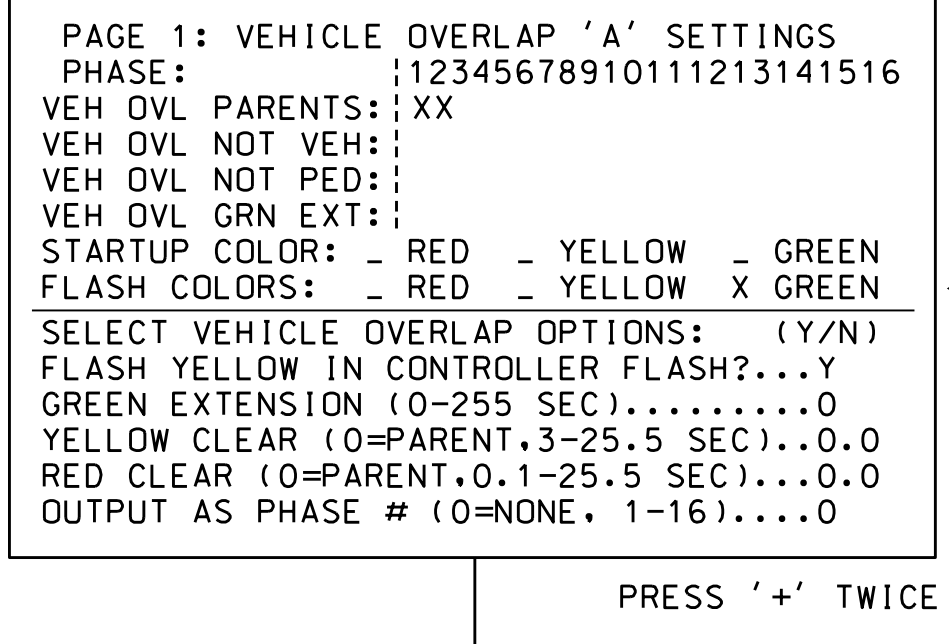 PAGE 1: VEHICLE OVERLAP 'A' SETTINGS
PHASE: ¦12345678910111213141516
VEH OVL PARENTS:¦XX
VEH OVL NOT VEH:¦
VEH OVL NOT PED:¦
VEH OVL GRN EXT:¦
STARTUP COLOR: _ RED _ YELLOW _ GREEN
FLASH COLORS: _ RED _ YELLOW X GREEN
SELECT VEHICLE OVERLAP OPTIONS: (Y/N)
FLASH YELLOW IN CONTROLLER FLASH?...Y
GREEN EXTENSION (0-255 SEC).........0
YELLOW CLEAR (0=PARENT,3-25.5 SEC)..0.0
RED CLEAR (0=PARENT,0.1-25.5 SEC)...0.0
OUTPUT AS PHASE # (0=NONE, 1-16)....0
PRESS '+' TWICE